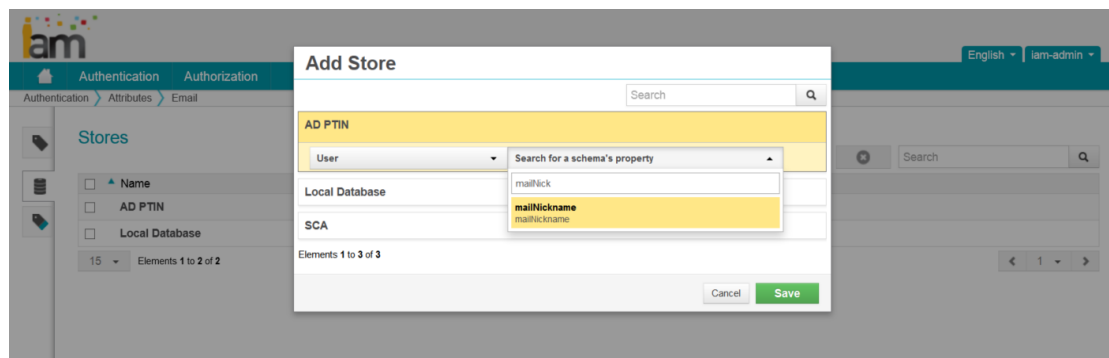 iam
English
iam-admin
Authentication
Authorization
Authentication
Attributes
Email
Stores
Search
Name
AD PTIN
Local Database
15
Elements 1 to 2 of 2
1
Add Store
Search
AD PTIN
User
Search for a schema's property
mailNick
mailNickname
mailNickname
Local Database
SCA
Elements 1 to 3 of 3
Cancel
Save